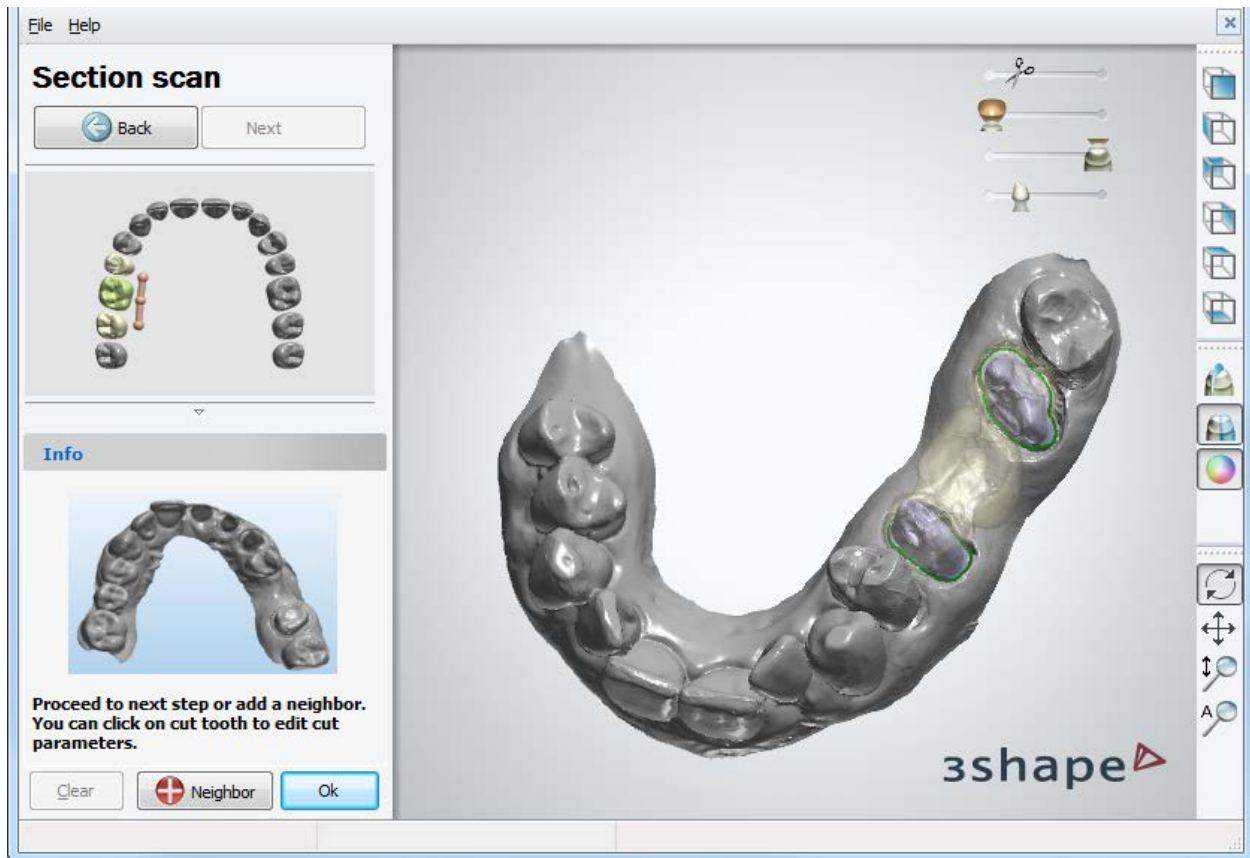 File Help
Section scan
Back Next
Info
Proceed to next step or add a neighbor.
You can click on cut tooth to edit cut
parameters.
Clear Neighbor Ok
A
3shape